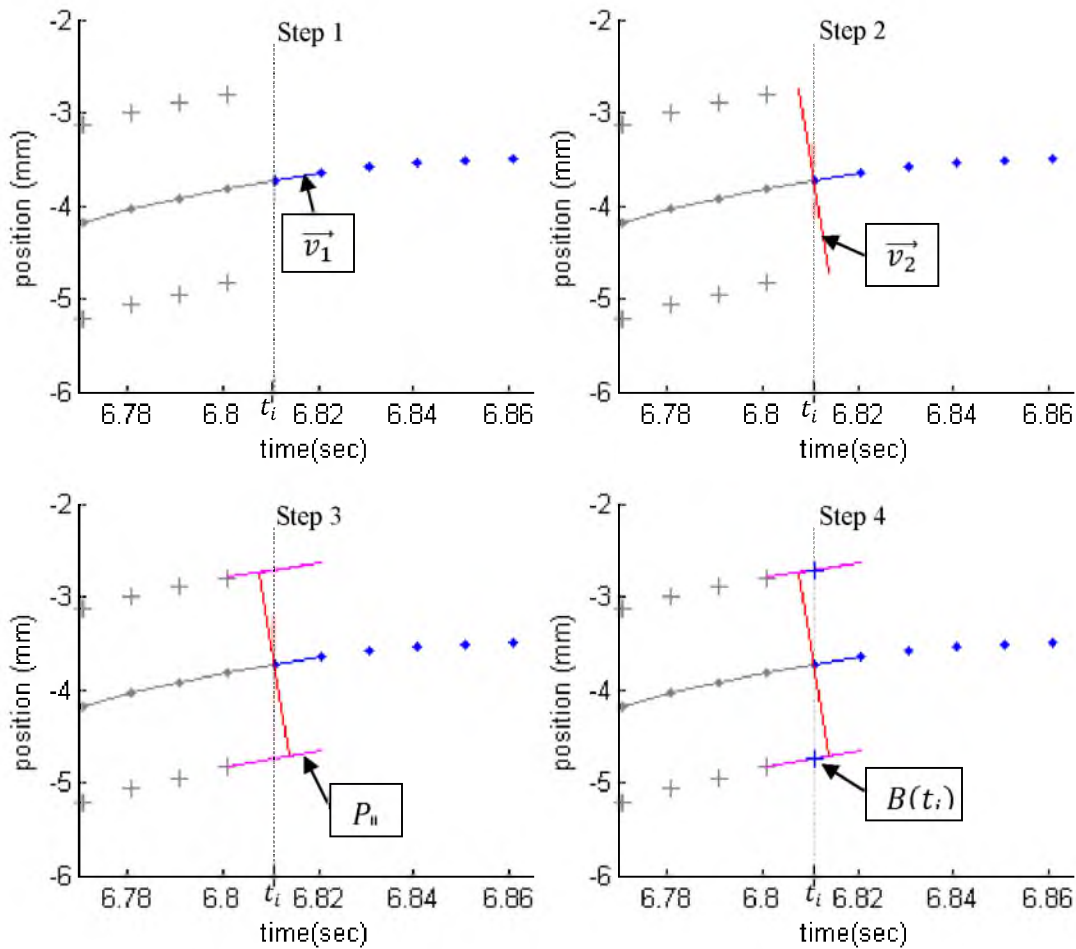 Step 1
-2
-3
-4
-5
-6
position (mm)
v₁
6.78 6.8 tᵢ 6.82 6.84 6.86
time(sec)
Step 2
-2
-3
-4
-5
-6
position (mm)
v₂
6.78 6.8 tᵢ 6.82 6.84 6.86
time(sec)
Step 3
-2
-3
-4
-5
-6
position (mm)
P
6.78 6.8 tᵢ 6.82 6.84 6.86
time(sec)
Step 4
-2
-3
-4
-5
-6
position (mm)
B(tᵢ)
6.78 6.8 tᵢ 6.82 6.84 6.86
time(sec)